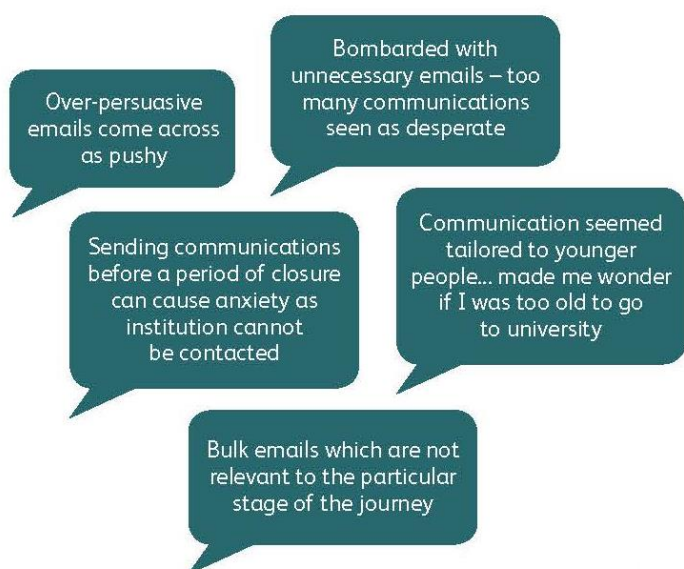 Over-persuasive
emails come across
as pushy
Bombarded with
unnecessary emails – too
many communications
seen as desperate
Sending communications
before a period of closure
can cause anxiety as
institution cannot
be contacted
Communication seemed
tailored to younger
people... made me wonder
if I was too old to go
to university
Bulk emails which are not
relevant to the particular
stage of the journey